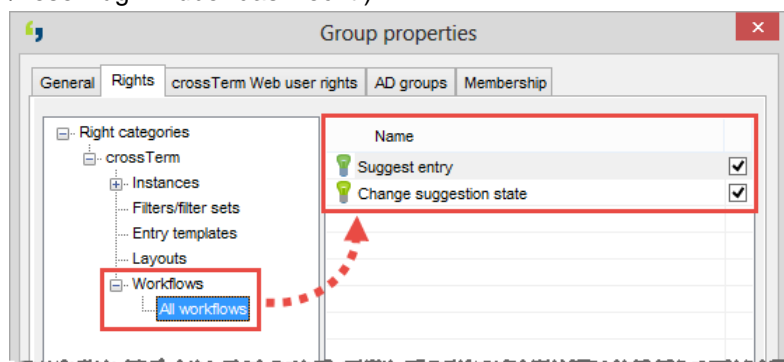 Group properties
General Rights crossTerm Web user rights AD groups Membership
Right categories
crossTerm
Instances
Filters/filter sets
Entry templates
Layouts
Workflows
All workflows
Name
Suggest entry
Change suggestion state